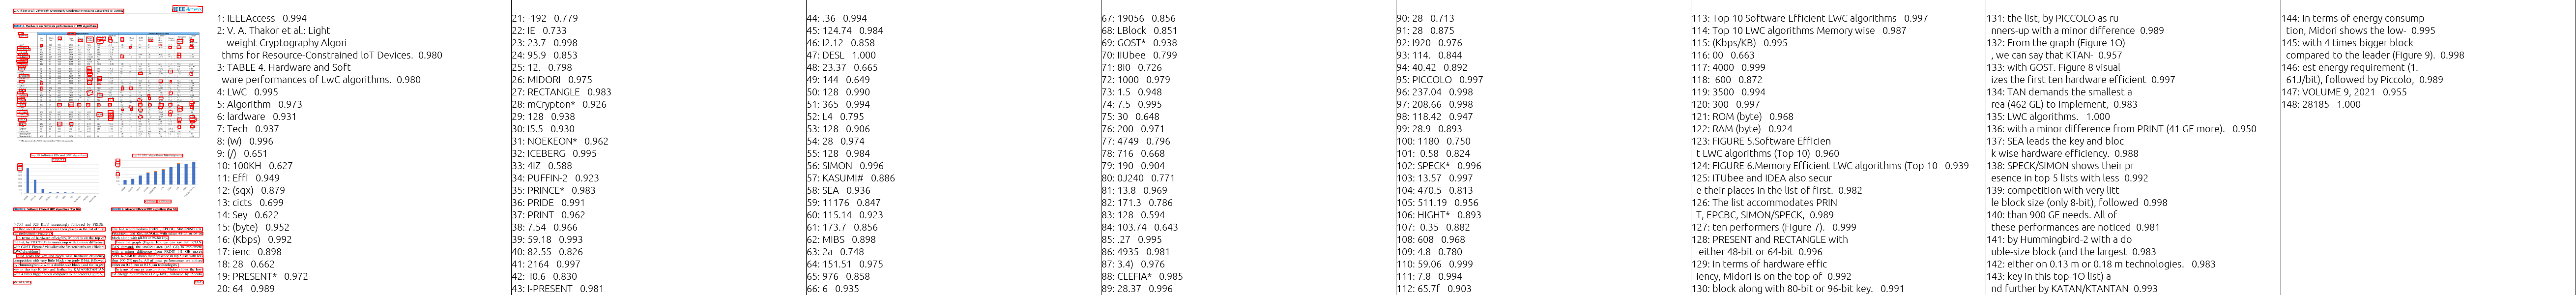 1: IEEEAccess 0.994
2: V. A. Thakor et al.: Light
weight Cryptography Algori
thms for Resource-Constrained IoT Devices. 0.980
3: TABLE 4. Hardware and Soft
ware performances of LWC algorithms. 0.980
4: LWC 0.995
5: Algorithm 0.973
6: lardware 0.931
7: Tech 0.937
8: (W) 0.996
9: (/) 0.651
10: 100KH 0.627
11: Effi 0.949
12: (sqx) 0.879
13: cicts 0.699
14: Sey 0.622
15: (byte) 0.952
16: (Kbps) 0.992
17: ienc 0.898
18: 28 0.662
19: PRESENT* 0.972
20: 64 0.989
21: -192 0.779
22: IE 0.733
23: 23.7 0.998
24: 95.9 0.853
25: 12. 0.798
26: MIDORI 0.975
27: RECTANGLE 0.983
28: mCrypton* 0.926
29: 128 0.938
30: I5.5 0.930
31: NOEKEON* 0.962
32: ICEBERG 0.995
33: 4IZ 0.588
34: PUFFIN-2 0.923
35: PRINCE* 0.983
36: PRIDE 0.991
37: PRINT 0.962
38: 7.54 0.966
39: 59.18 0.993
40: 82.55 0.826
41: 2164 0.997
42: I0.6 0.830
43: I-PRESENT 0.981
44: .36 0.994
45: 124.74 0.984
46: I2.12 0.858
47: DESL 1.000
48: 23.37 0.665
49: 144 0.649
50: 128 0.990
51: 365 0.994
52: L4 0.795
53: 128 0.906
54: 28 0.974
55: 128 0.984
56: SIMON 0.996
57: KASUMI# 0.886
58: SEA 0.936
59: 11176 0.847
60: 115.14 0.923
61: 173.7 0.856
62: MIBS 0.898
63: 2a 0.748
64: 151.51 0.975
65: 976 0.858
66: 6 0.935
67: 19056 0.856
68: LBlock 0.851
69: GOST* 0.938
70: IIUbee 0.799
71: 8I0 0.726
72: 1000 0.979
73: 1.5 0.948
74: 7.5 0.995
75: 30 0.648
76: 200 0.971
77: 4749 0.796
78: 716 0.668
79: 190 0.904
80: 0J240 0.771
81: 13.8 0.969
82: 171.3 0.786
83: 128 0.594
84: 103.74 0.643
85: .27 0.995
86: 4935 0.981
87: 3.4) 0.976
88: CLEFIA* 0.985
89: 28.37 0.996
90: 28 0.713
91: 28 0.875
92: I920 0.976
93: 114. 0.844
94: 40.42 0.892
95: PICCOLO 0.997
96: 237.04 0.998
97: 208.66 0.998
98: 118.42 0.947
99: 28.9 0.893
100: 1180 0.750
101: 0.58 0.824
102: SPECK* 0.996
103: 13.57 0.997
104: 470.5 0.813
105: 511.19 0.956
106: HIGHT* 0.893
107: 0.35 0.882
108: 608 0.968
109: 4.8 0.780
110: 59.06 0.999
111: 7.8 0.994
112: 65.7f 0.903
113: Top 10 Software Efficient LWC algorithms 0.997
114: Top 10 LWC algorithms Memory wise 0.987
115: (Kbps/KB) 0.995
116: 00 0.663
117: 4000 0.999
118: 600 0.872
119: 3500 0.994
120: 300 0.997
121: ROM (byte) 0.968
122: RAM (byte) 0.924
123: FIGURE 5.Software Efficien
t LWC algorithms (Top 10) 0.960
124: FIGURE 6.Memory Efficient LWC algorithms (Top 10 0.939
125: ITUbee and IDEA also secur
e their places in the list of first. 0.982
126: The list accommodates PRIN
T, EPCBC, SIMON/SPECK, 0.989
127: ten performers (Figure 7). 0.999
128: PRESENT and RECTANGLE with
either 48-bit or 64-bit 0.996
129: In terms of hardware effic
iency, Midori is on the top of 0.992
130: block along with 80-bit or 96-bit key. 0.991
131: the list, by PICCOLO as ru
nners-up with a minor difference 0.989
132: From the graph (Figure 1O)
, we can say that KTAN- 0.957
133: with GOST. Figure 8 visual
izes the first ten hardware efficient 0.997
134: TAN demands the smallest a
rea (462 GE) to implement, 0.983
135: LWC algorithms. 1.000
136: with a minor difference from PRINT (41 GE more). 0.950
137: SEA leads the key and bloc
k wise hardware efficiency. 0.988
138: SPECK/SIMON shows their pr
esence in top 5 lists with less 0.992
139: competition with very litt
le block size (only 8-bit), followed 0.998
140: than 900 GE needs. All of
these performances are noticed 0.981
141: by Hummingbird-2 with a do
uble-size block (and the largest 0.983
142: either on 0.13 m or 0.18 m technologies. 0.983
143: key in this top-1O list) a
nd further by KATAN/KTANTAN 0.993
144: In terms of energy consump
tion, Midori shows the low- 0.995
145: with 4 times bigger block
compared to the leader (Figure 9). 0.998
146: est energy requirement (1.
61J/bit), followed by Piccolo, 0.989
147: VOLUME 9, 2021 0.955
148: 28185 1.000